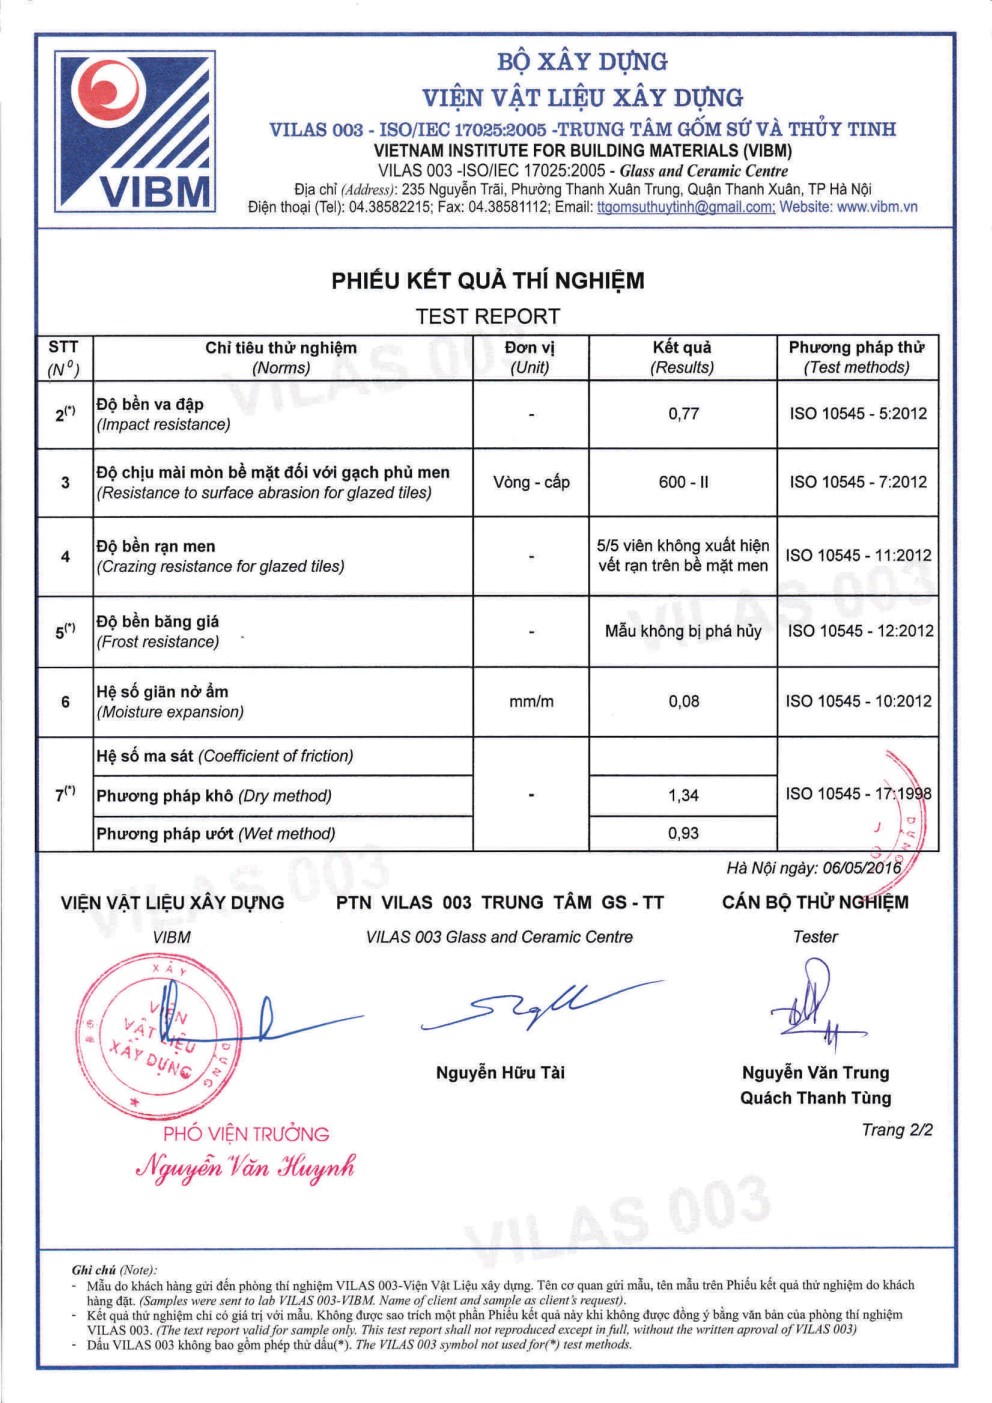 VIBM
BỘ XÂY DỰNG
VIỆN VẬT LIỆU XÂY DỰNG
VILAS 003 - ISO/IEC 17025:2005 -TRUNG TÂM GỐM SỨ VÀ THỦY TINH
VIETNAM INSTITUTE FOR BUILDING MATERIALS (VIBM)
VILAS 003 -ISO/IEC 17025:2005 - Glass and Ceramic Centre
Địa chỉ (Address): 235 Nguyễn Trãi, Phường Thanh Xuân Trung, Quận Thanh Xuân, TP Hà Nội
Điện thoại (Tel): 04.38582215; Fax: 04.38581112; Email: ttgomsuthuytinh@gmail.com; Website: www.vibm.vn
PHIẾU KẾT QUẢ THÍ NGHIỆM
TEST REPORT
STT Chỉ tiêu thử nghiệm Đơn vị Kết quả Phương pháp thử
(N⁰) (Norms) (Unit) (Results) (Test methods)
2(*) Độ bền va đập - 0,77 ISO 10545 - 5:2012
(Impact resistance)
3 Độ chịu mài mòn bề mặt đối với gạch phủ men Vòng - cấp 600 - II ISO 10545 - 7:2012
(Resistance to surface abrasion for glazed tiles)
4 Độ bền rạn men - 5/5 viên không xuất hiện ISO 10545 - 11:2012
(Crazing resistance for glazed tiles) vết rạn trên bề mặt men
5(*) Độ bền băng giá - Mẫu không bị phá hủy ISO 10545 - 12:2012
(Frost resistance)
6 Hệ số giãn nở ẩm mm/m 0,08 ISO 10545 - 10:2012
(Moisture expansion)
Hệ số ma sát (Coefficient of friction)
7(*) Phương pháp khô (Dry method) - 1,34 ISO 10545 - 17:1998
Phương pháp ướt (Wet method) 0,93
Hà Nội ngày: 06/05/2016
VIỆN VẬT LIỆU XÂY DỰNG PTN VILAS 003 TRUNG TÂM GS - TT CÁN BỘ THỬ NGHIỆM
VIBM VILAS 003 Glass and Ceramic Centre Tester
BỘ XÂY DỰNG
VIỆN
VẬT LIỆU
XÂY DỰNG
Nguyễn Hữu Tài Nguyễn Văn Trung
Quách Thanh Tùng
PHÓ VIỆN TRƯỞNG Trang 2/2
Nguyễn Văn Huynh
VILAS 003
VILAS 003
VILAS 003
VILAS 003
Ghi chú (Note):
- Mẫu do khách hàng gửi đến phòng thí nghiệm VILAS 003-Viện Vật Liệu xây dựng. Tên cơ quan gửi mẫu, tên mẫu trên Phiếu kết quả thử nghiệm do khách
hàng đặt. (Samples were sent to lab VILAS 003-VIBM. Name of client and sample as client's request).
- Kết quả thử nghiệm chỉ có giá trị với mẫu. Không được sao trích một phần Phiếu kết quả này khi không được đồng ý bằng văn bản của phòng thí nghiệm
VILAS 003. (The text report valid for sample only. This test report shall not reproduced except in full, without the written aproval of VILAS 003)
- Dấu VILAS 003 không bao gồm phép thử dấu(*). The VILAS 003 symbol not used for(*) test methods.